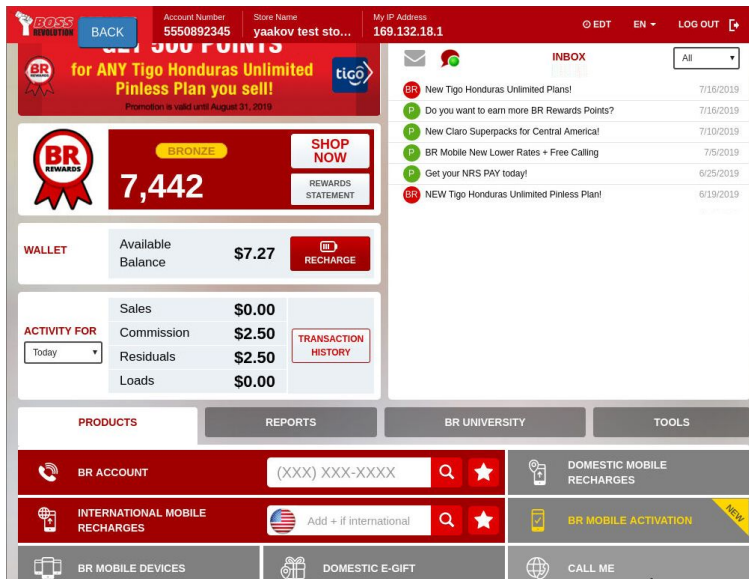 BOSS
REVOLUTION
BACK
Account Number
5550892345
Store Name
yaakov test sto...
My IP Address
169.132.18.1
EDT
EN
LOG OUT
GET 500 POINTS
for ANY Tigo Honduras Unlimited
Pinless Plan you sell!
Promotion is valid until August 31, 2019
BR
REWARDS
tigo
INBOX
All
BR New Tigo Honduras Unlimited Plans! 7/16/2019
P Do you want to earn more BR Rewards Points? 7/16/2019
P New Claro Superpacks for Central America! 7/10/2019
P BR Mobile New Lower Rates + Free Calling 7/5/2019
P Get your NRS PAY today! 6/25/2019
BR NEW Tigo Honduras Unlimited Pinless Plan! 6/19/2019
BR
REWARDS
BRONZE
7,442
SHOP
NOW
REWARDS
STATEMENT
WALLET
Available
Balance
$7.27
RECHARGE
ACTIVITY FOR
Today
Sales $0.00
Commission $2.50
Residuals $2.50
Loads $0.00
TRANSACTION
HISTORY
PRODUCTS
REPORTS
BR UNIVERSITY
TOOLS
BR ACCOUNT
(XXX) XXX-XXXX
DOMESTIC MOBILE
RECHARGES
INTERNATIONAL MOBILE
RECHARGES
Add + if international
BR MOBILE ACTIVATION
NEW
BR MOBILE DEVICES
DOMESTIC E-GIFT
CALL ME